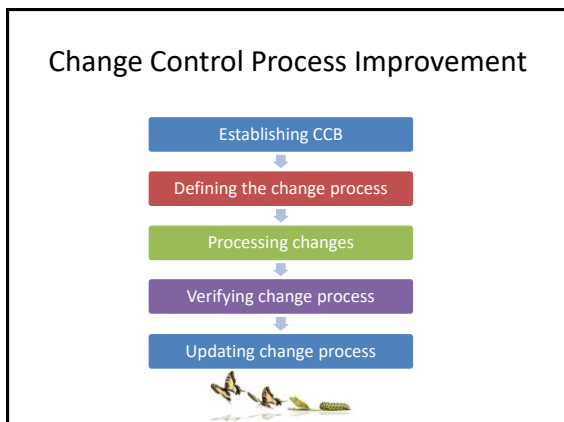 Change Control Process Improvement
Establishing CCB
Defining the change process
Processing changes
Verifying change process
Updating change process